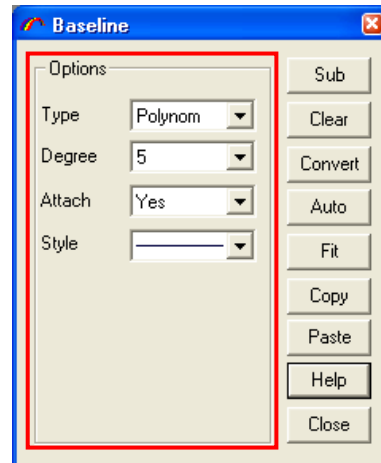 Baseline
Options
Type Polynom
Degree 5
Attach Yes
Style
Sub
Clear
Convert
Auto
Fit
Copy
Paste
Help
Close